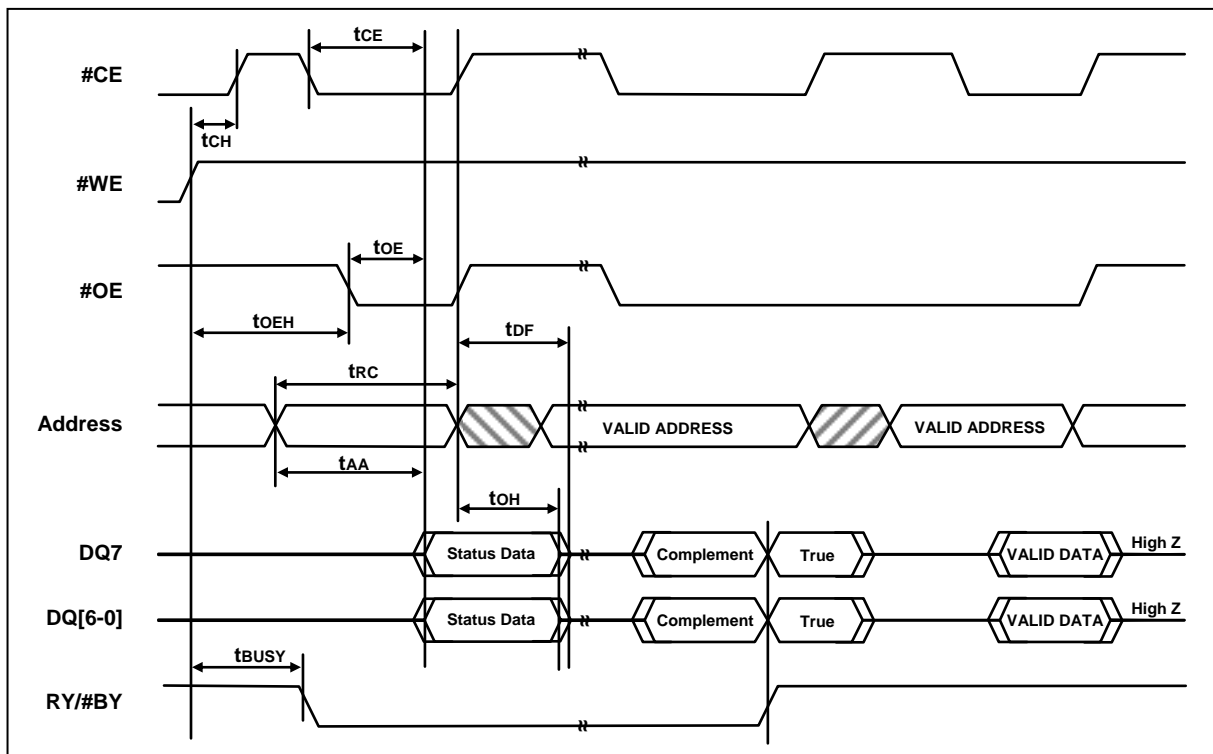 tCE
#CE
tCH
#WE
tOE
#OE
tOEH
tDF
tRC
Address
VALID ADDRESS
VALID ADDRESS
tAA
tOH
DQ7
Status Data
Complement
True
VALID DATA
High Z
DQ[6-0]
Status Data
Complement
True
VALID DATA
High Z
tBUSY
RY/#BY